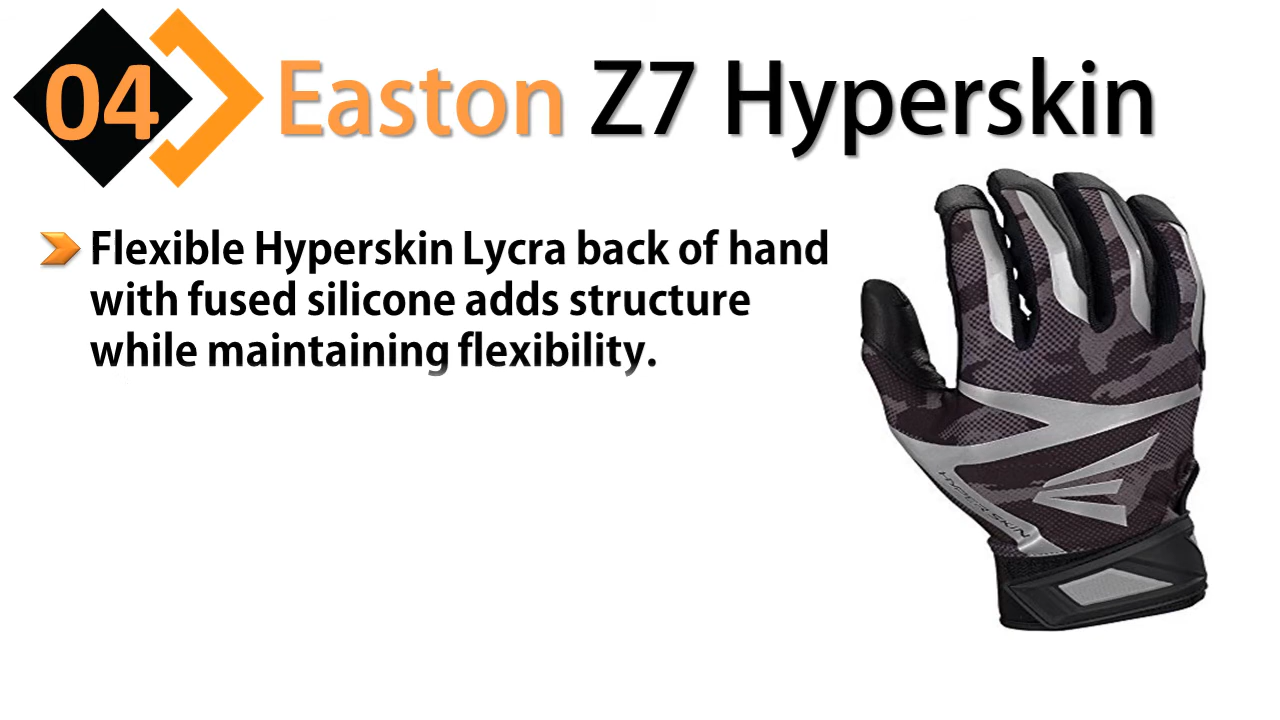 04
Easton Z7 Hyperskin
Flexible Hyperskin Lycra back of hand
with fused silicone adds structure
while maintaining flexibility.
HYPERSKIN